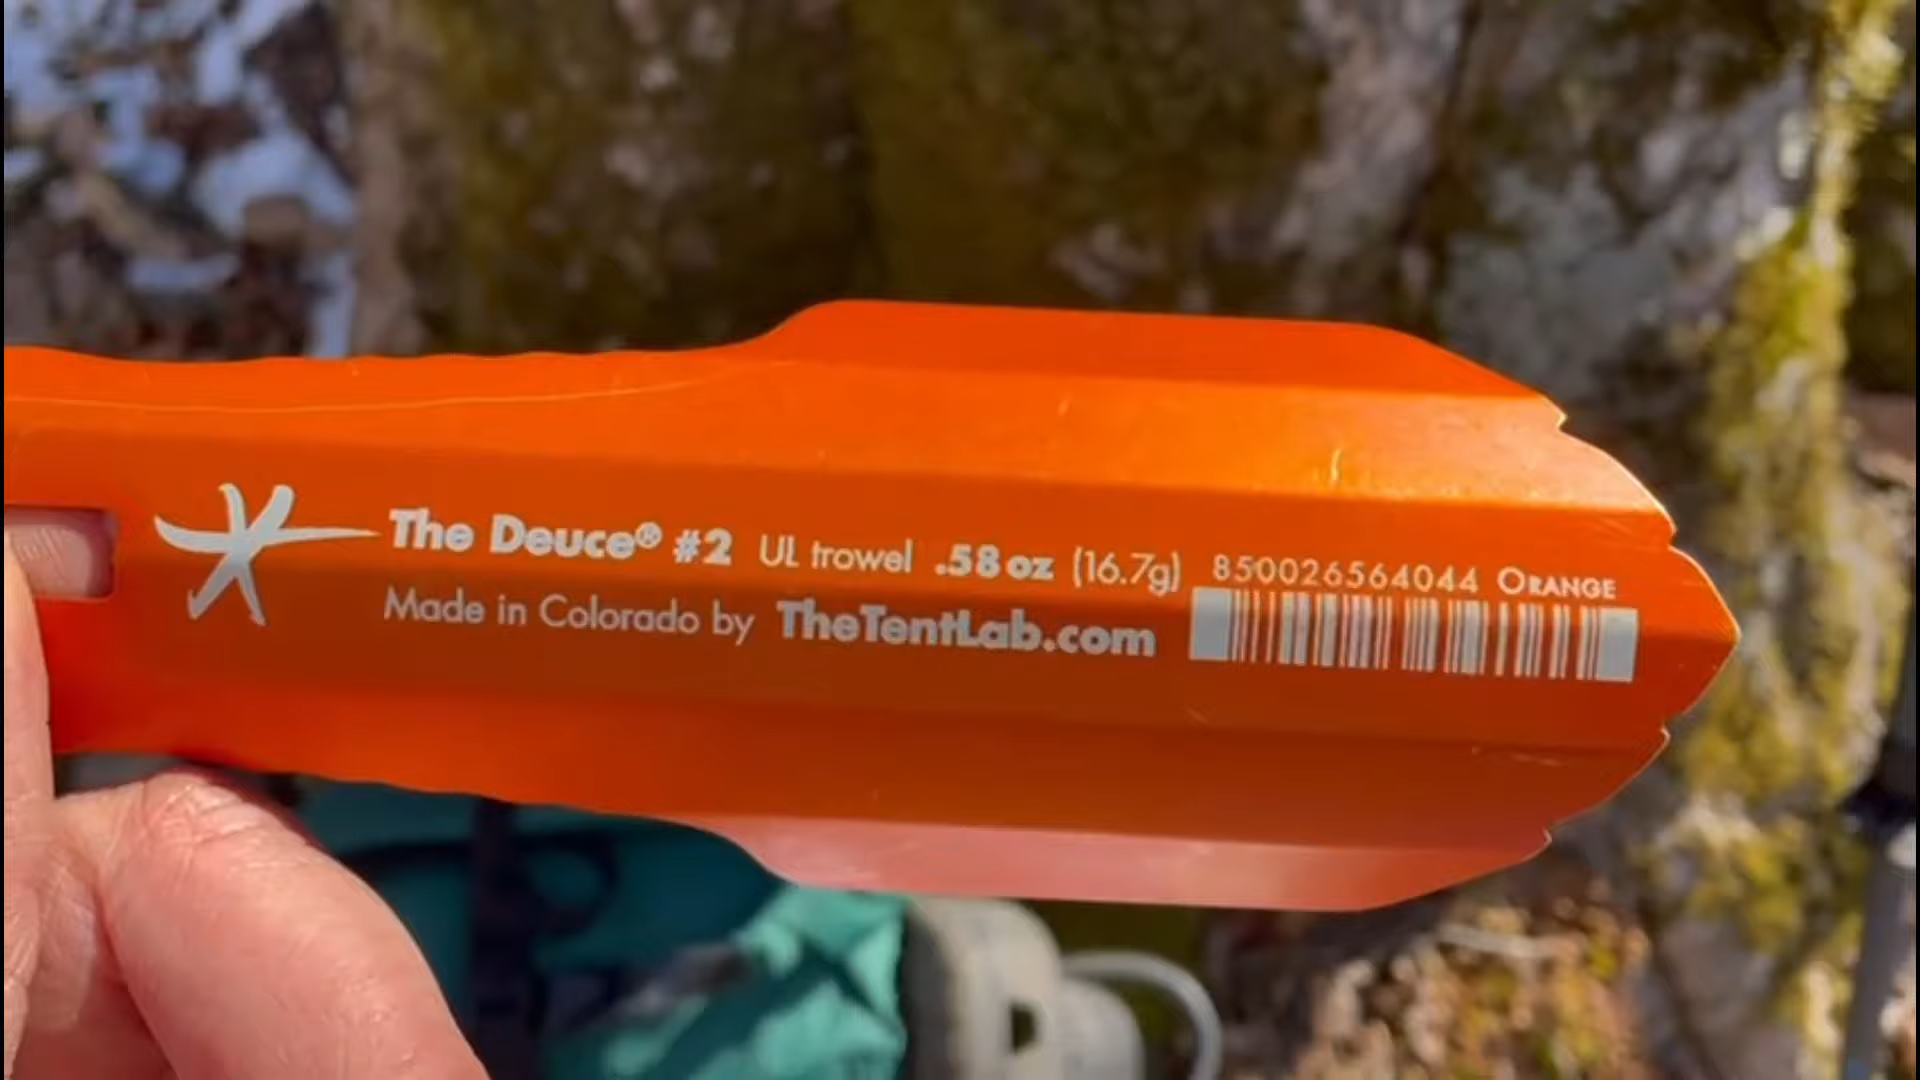 The Deuce® #2 UL trowel .58 oz (16.7g) 850026564044 ORANGE
Made in Colorado by TheTentLab.com